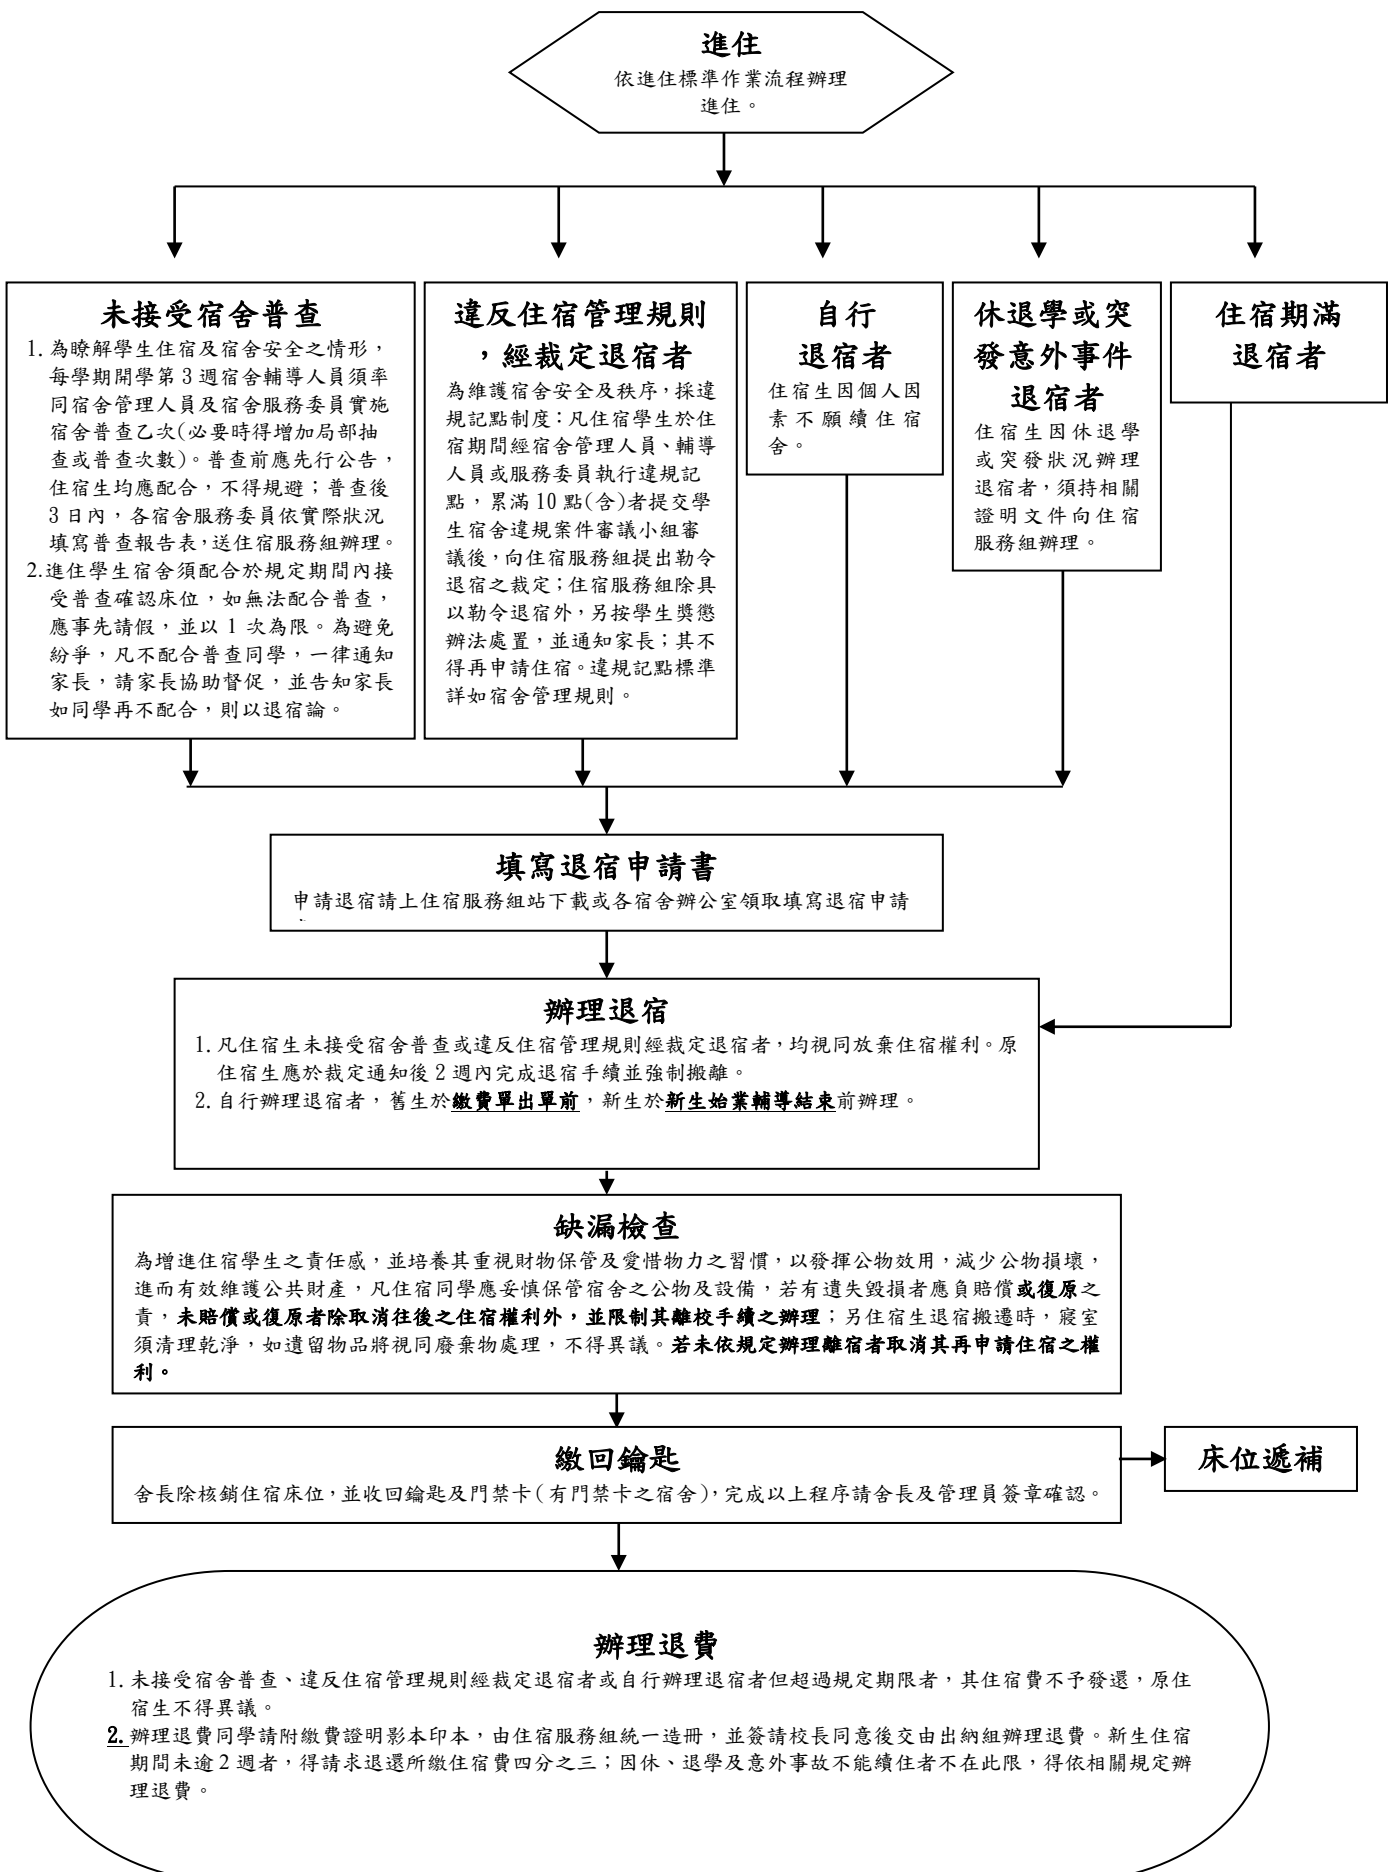 進住
依進住標準作業流程辦理
進住。
未接受宿舍普查
1. 為瞭解學生住宿及宿舍安全之情形，
每學期開學第 3 週宿舍輔導人員須率
同宿舍管理人員及宿舍服務委員實施
宿舍普查乙次(必要時得增加局部抽
查或普查次數)。普查前應先行公告，
住宿生均應配合，不得規避；普查後
3 日內，各宿舍服務委員依實際狀況
填寫普查報告表，送住宿服務組辦理。
2.進住學生宿舍須配合於規定期間內接
受普查確認床位，如無法配合普查，
應事先請假，並以 1 次為限。為避免
紛爭，凡不配合普查同學，一律通知
家長，請家長協助督促，並告知家長
如同學再不配合，則以退宿論。
違反住宿管理規則
，經裁定退宿者
為維護宿舍安全及秩序，採違
規記點制度：凡住宿學生於住
宿期間經宿舍管理人員、輔導
人員或服務委員執行違規記
點，累滿 10 點(含)者提交學
生宿舍違規案件審議小組審
議後，向住宿服務組提出勒令
退宿之裁定；住宿服務組除具
以勒令退宿外，另按學生獎懲
辦法處置，並通知家長；其不
得再申請住宿。違規記點標準
詳如宿舍管理規則。
自行
退宿者
住宿生因個人因
素不願續住宿
舍。
休退學或突
發意外事件
退宿者
住宿生因休退學
或突發狀況辦理
退宿者，須持相關
證明文件向住宿
服務組辦理。
住宿期滿
退宿者
填寫退宿申請書
申請退宿請上住宿服務組站下載或各宿舍辦公室領取填寫退宿申請
辦理退宿
1. 凡住宿生未接受宿舍普查或違反住宿管理規則經裁定退宿者，均視同放棄住宿權利。原
住宿生應於裁定通知後 2 週內完成退宿手續並強制搬離。
2. 自行辦理退宿者，舊生於繳費單出單前，新生於新生始業輔導結束前辦理。
缺漏檢查
為增進住宿學生之責任感，並培養其重視財物保管及愛惜物力之習慣，以發揮公物效用，減少公物損壞，
進而有效維護公共財產，凡住宿同學應妥慎保管宿舍之公物及設備，若有遺失毀損者應負賠償或復原之
責，未賠償或復原者除取消往後之住宿權利外，並限制其離校手續之辦理；另住宿生退宿搬遷時，寢室
須清理乾淨，如遺留物品將視同廢棄物處理，不得異議。若未依規定辦理離宿者取消其再申請住宿之權
利。
繳回鑰匙
舍長除核銷住宿床位，並收回鑰匙及門禁卡(有門禁卡之宿舍)，完成以上程序請舍長及管理員簽章確認。
床位遞補
辦理退費
1. 未接受宿舍普查、違反住宿管理規則經裁定退宿者或自行辦理退宿者但超過規定期限者，其住宿費不予發還，原住
宿生不得異議。
2. 辦理退費同學請附繳費證明影本印本，由住宿服務組統一造冊，並簽請校長同意後交由出納組辦理退費。新生住宿
期間未逾 2 週者，得請求退還所繳住宿費四分之三；因休、退學及意外事故不能續住者不在此限，得依相關規定辦
理退費。